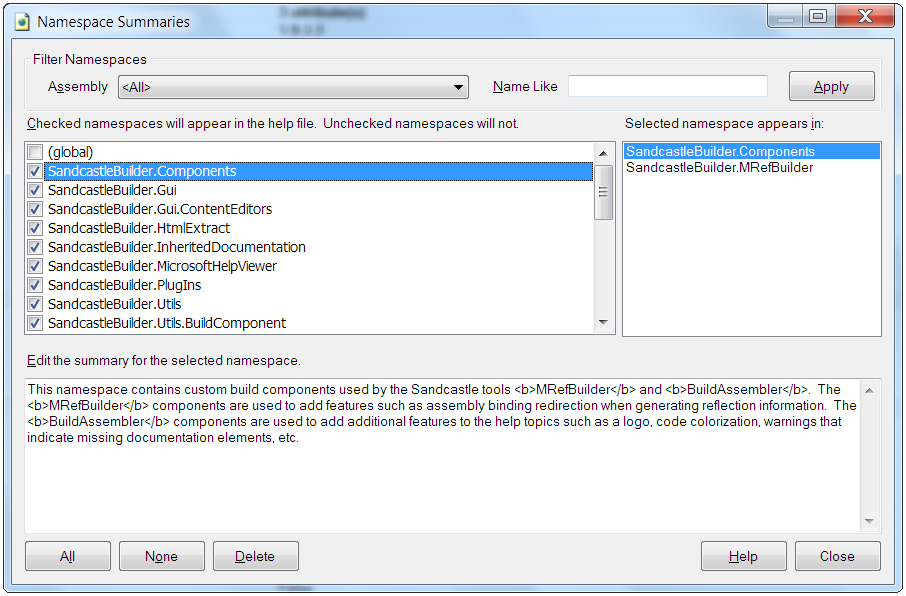 Namespace Summaries
Filter Namespaces
Assembly <All> Name Like Apply
Checked namespaces will appear in the help file.  Unchecked namespaces will not.
Selected namespace appears in:
(global)
SandcastleBuilder.Components
SandcastleBuilder.Gui
SandcastleBuilder.Gui.ContentEditors
SandcastleBuilder.HtmlExtract
SandcastleBuilder.InheritedDocumentation
SandcastleBuilder.MicrosoftHelpViewer
SandcastleBuilder.PlugIns
SandcastleBuilder.Utils
SandcastleBuilder.Utils.BuildComponent
SandcastleBuilder.Components
SandcastleBuilder.MRefBuilder
Edit the summary for the selected namespace.
This namespace contains custom build components used by the Sandcastle tools <b>MRefBuilder</b> and <b>BuildAssembler</b>.  The
<b>MRefBuilder</b> components are used to add features such as assembly binding redirection when generating reflection information.  The
<b>BuildAssembler</b> components are used to add additional features to the help topics such as a logo, code colorization, warnings that
indicate missing documentation elements, etc.
All None Delete Help Close